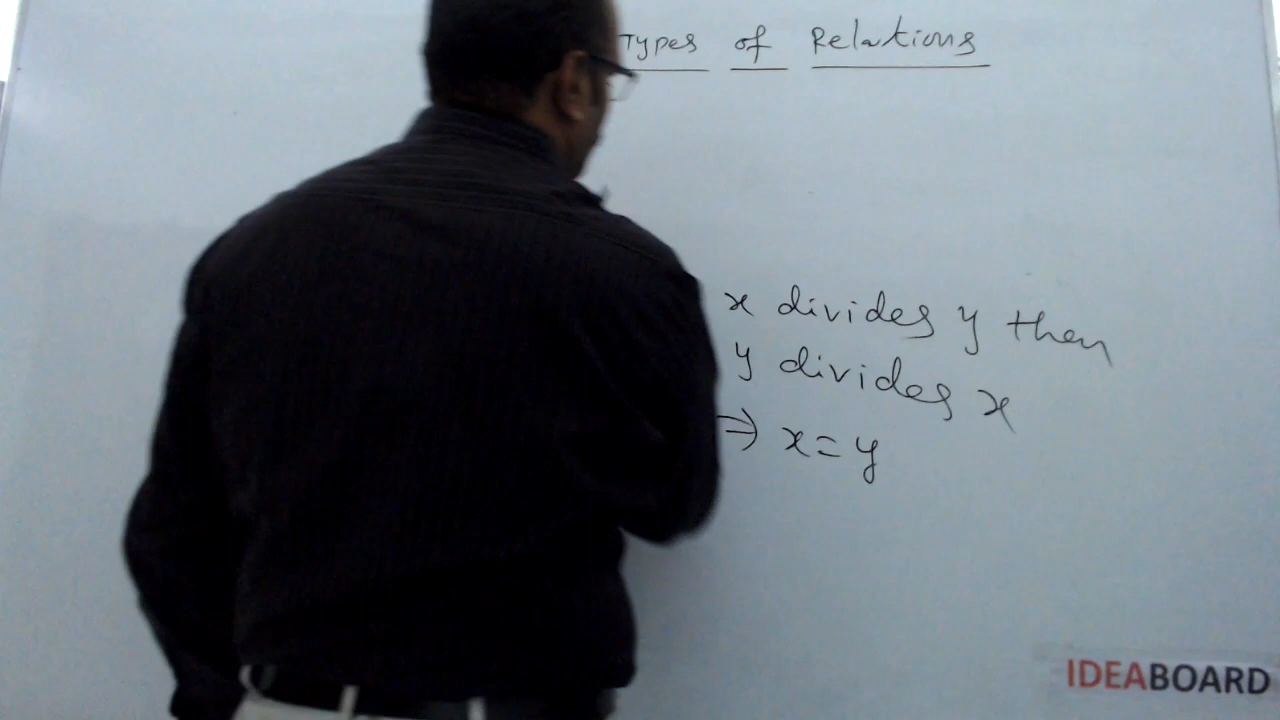 Types of Relations
x divides y then
y divides x
⇒ x=y
IDEABOARD